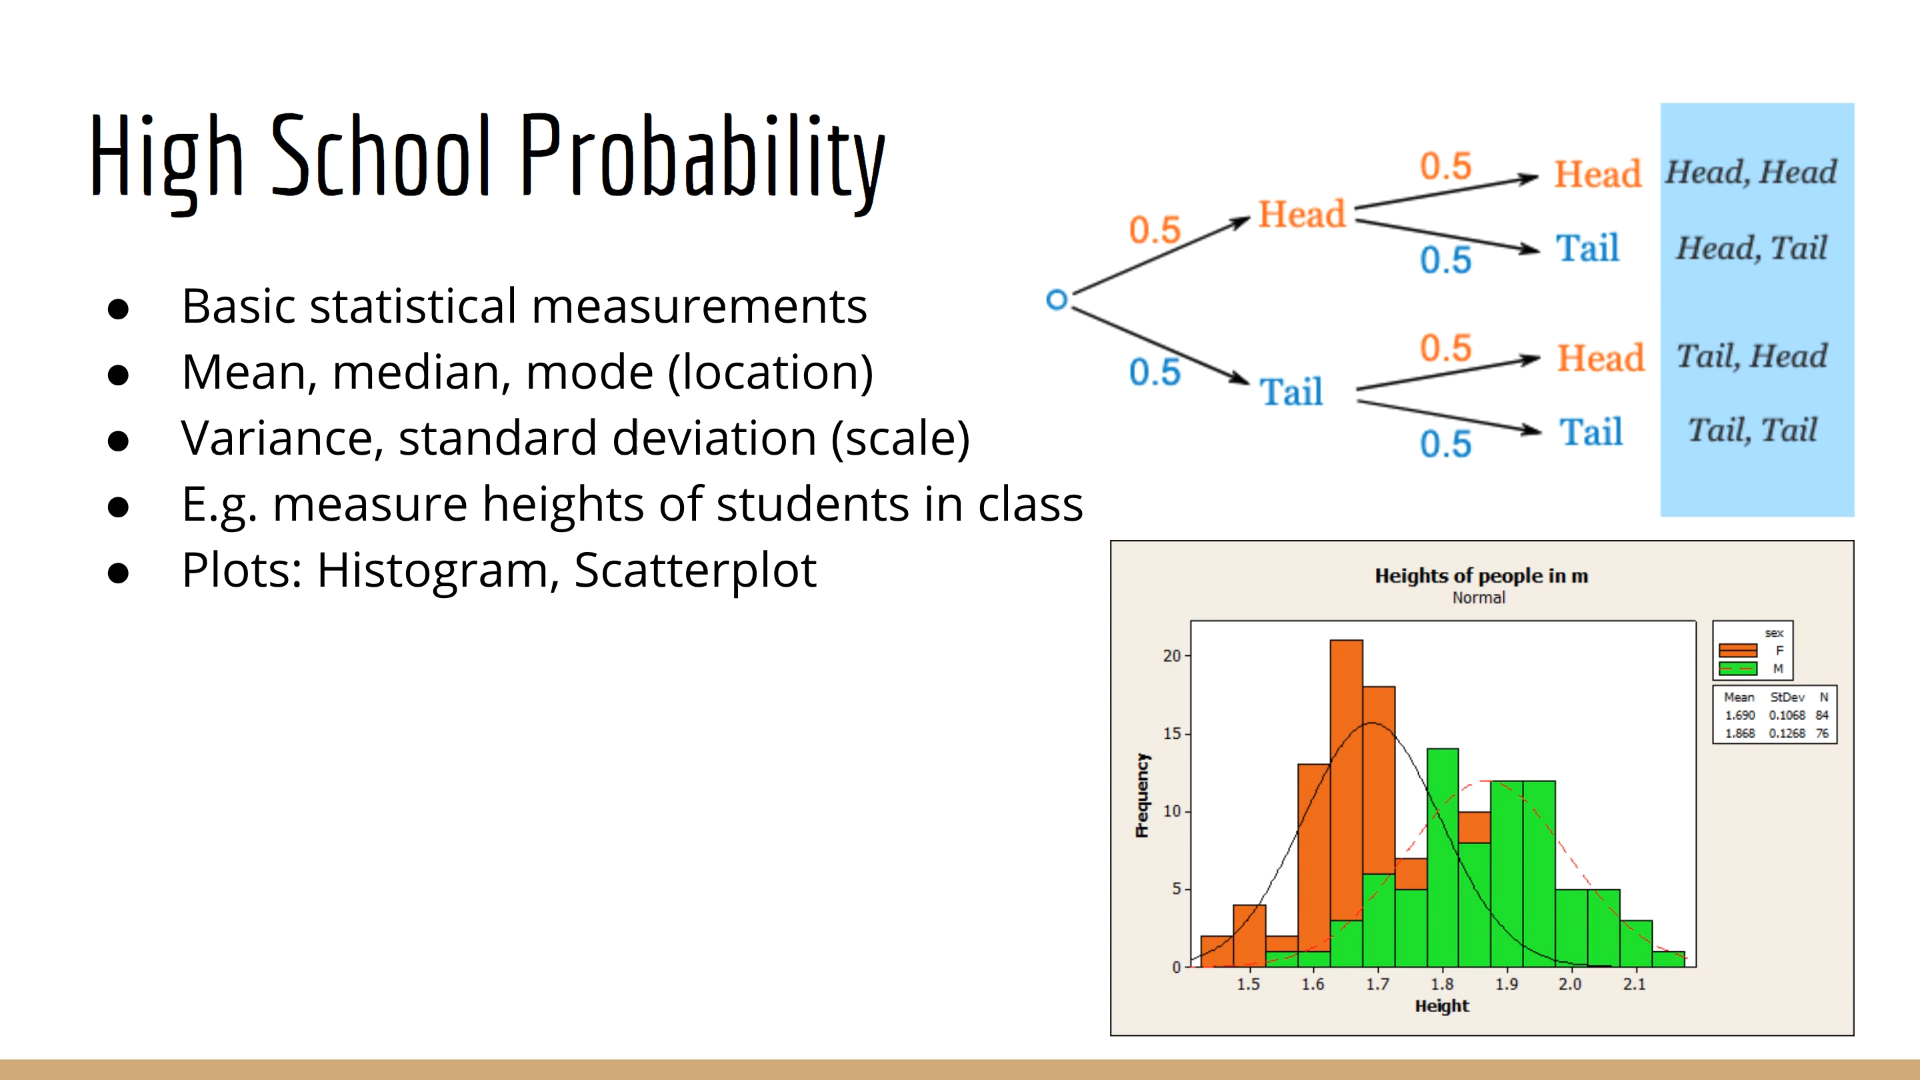 High School Probability
● Basic statistical measurements
● Mean, median, mode (location)
● Variance, standard deviation (scale)
● E.g. measure heights of students in class
● Plots: Histogram, Scatterplot
0.5 Head Head, Head
0.5 Head
0.5 Tail Head, Tail
0.5 Head Tail, Head
0.5 Tail
0.5 Tail Tail, Tail
Heights of people in m
Normal
sex
F
M
Mean StDev N
1.690 0.1068 84
1.868 0.1268 76
Frequency
20
15
10
5
0
1.5 1.6 1.7 1.8 1.9 2.0 2.1
Height